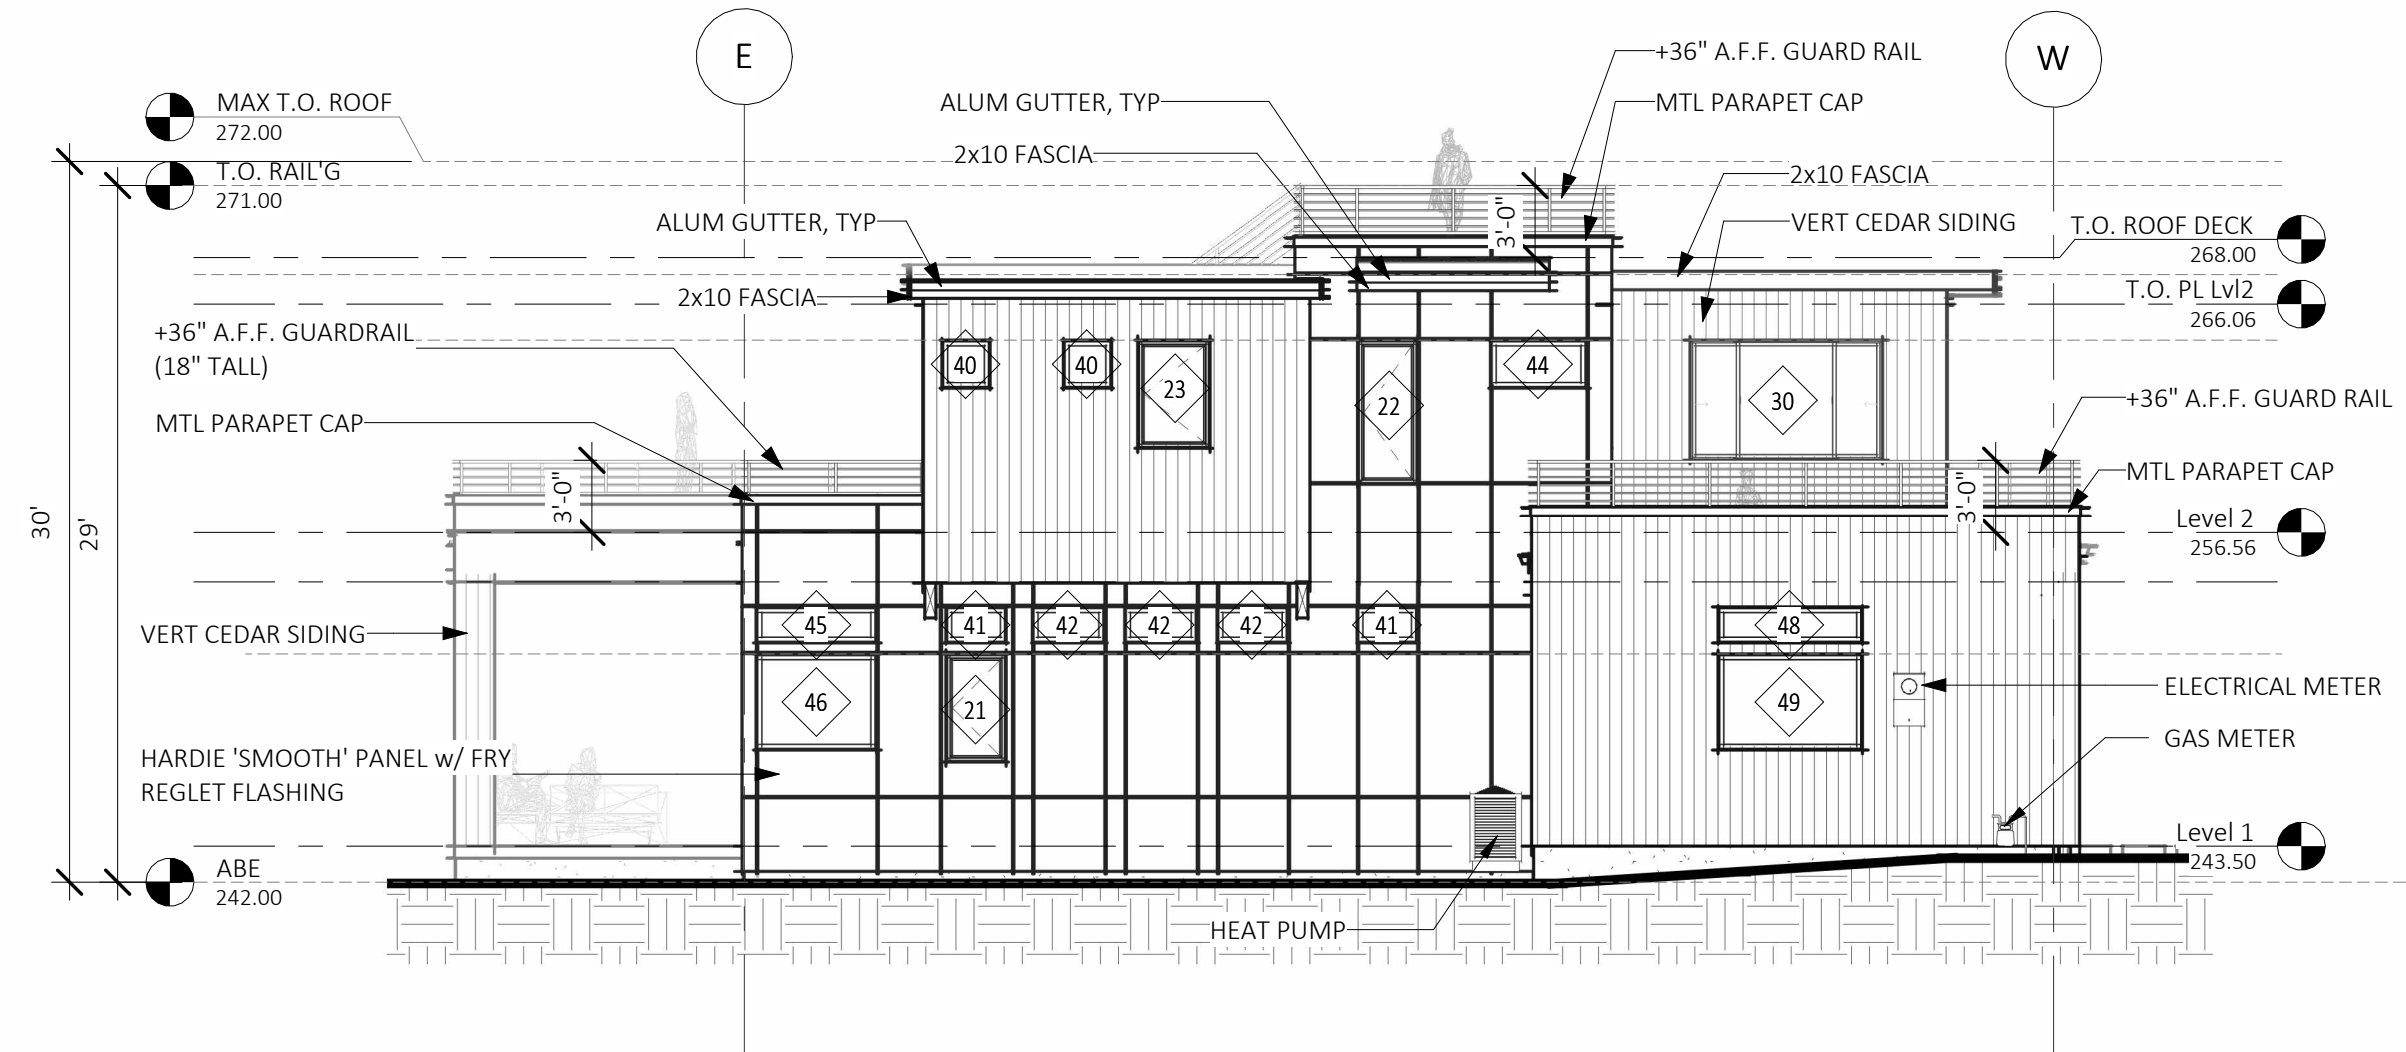 E
W
+36" A.F.F. GUARD RAIL
MAX T.O. ROOF
272.00
ALUM GUTTER, TYP
MTL PARAPET CAP
2x10 FASCIA
T.O. RAIL'G
271.00
2x10 FASCIA
ALUM GUTTER, TYP
3'-0"
VERT CEDAR SIDING
T.O. ROOF DECK
268.00
2x10 FASCIA
T.O. PL Lvl2
266.06
+36" A.F.F. GUARDRAIL
(18" TALL)
40
40
23
22
44
30
+36" A.F.F. GUARD RAIL
MTL PARAPET CAP
MTL PARAPET CAP
3'-0"
3'-0"
30'
29'
Level 2
256.56
VERT CEDAR SIDING
45
41
42
42
42
41
48
46
21
49
ELECTRICAL METER
GAS METER
HARDIE 'SMOOTH' PANEL w/ FRY
REGLET FLASHING
Level 1
243.50
ABE
242.00
HEAT PUMP